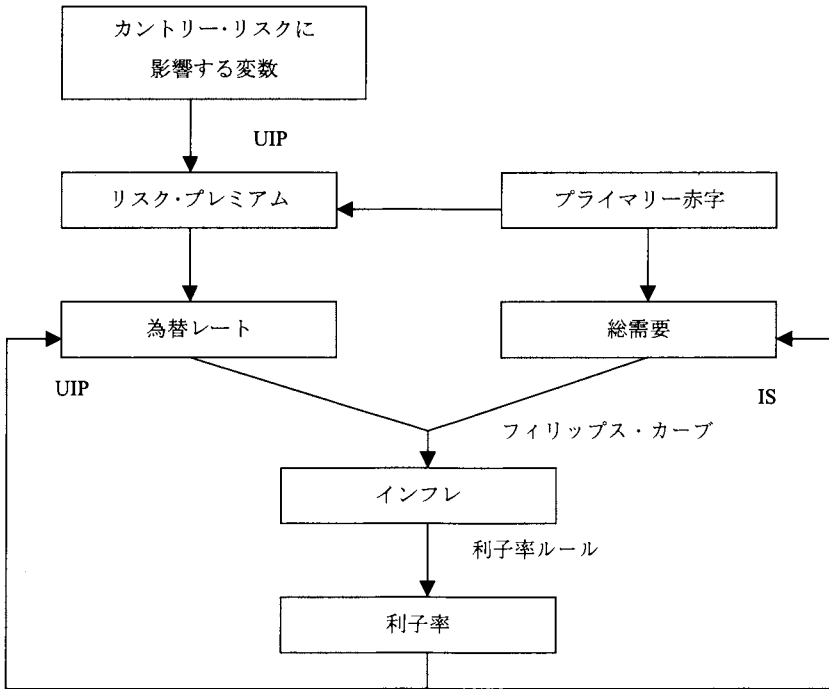 カントリー・リスクに
影響する変数
UIP
リスク・プレミアム
プライマリー赤字
為替レート
総需要
UIP
IS
フィリップス・カーブ
インフレ
利子率ルール
利子率